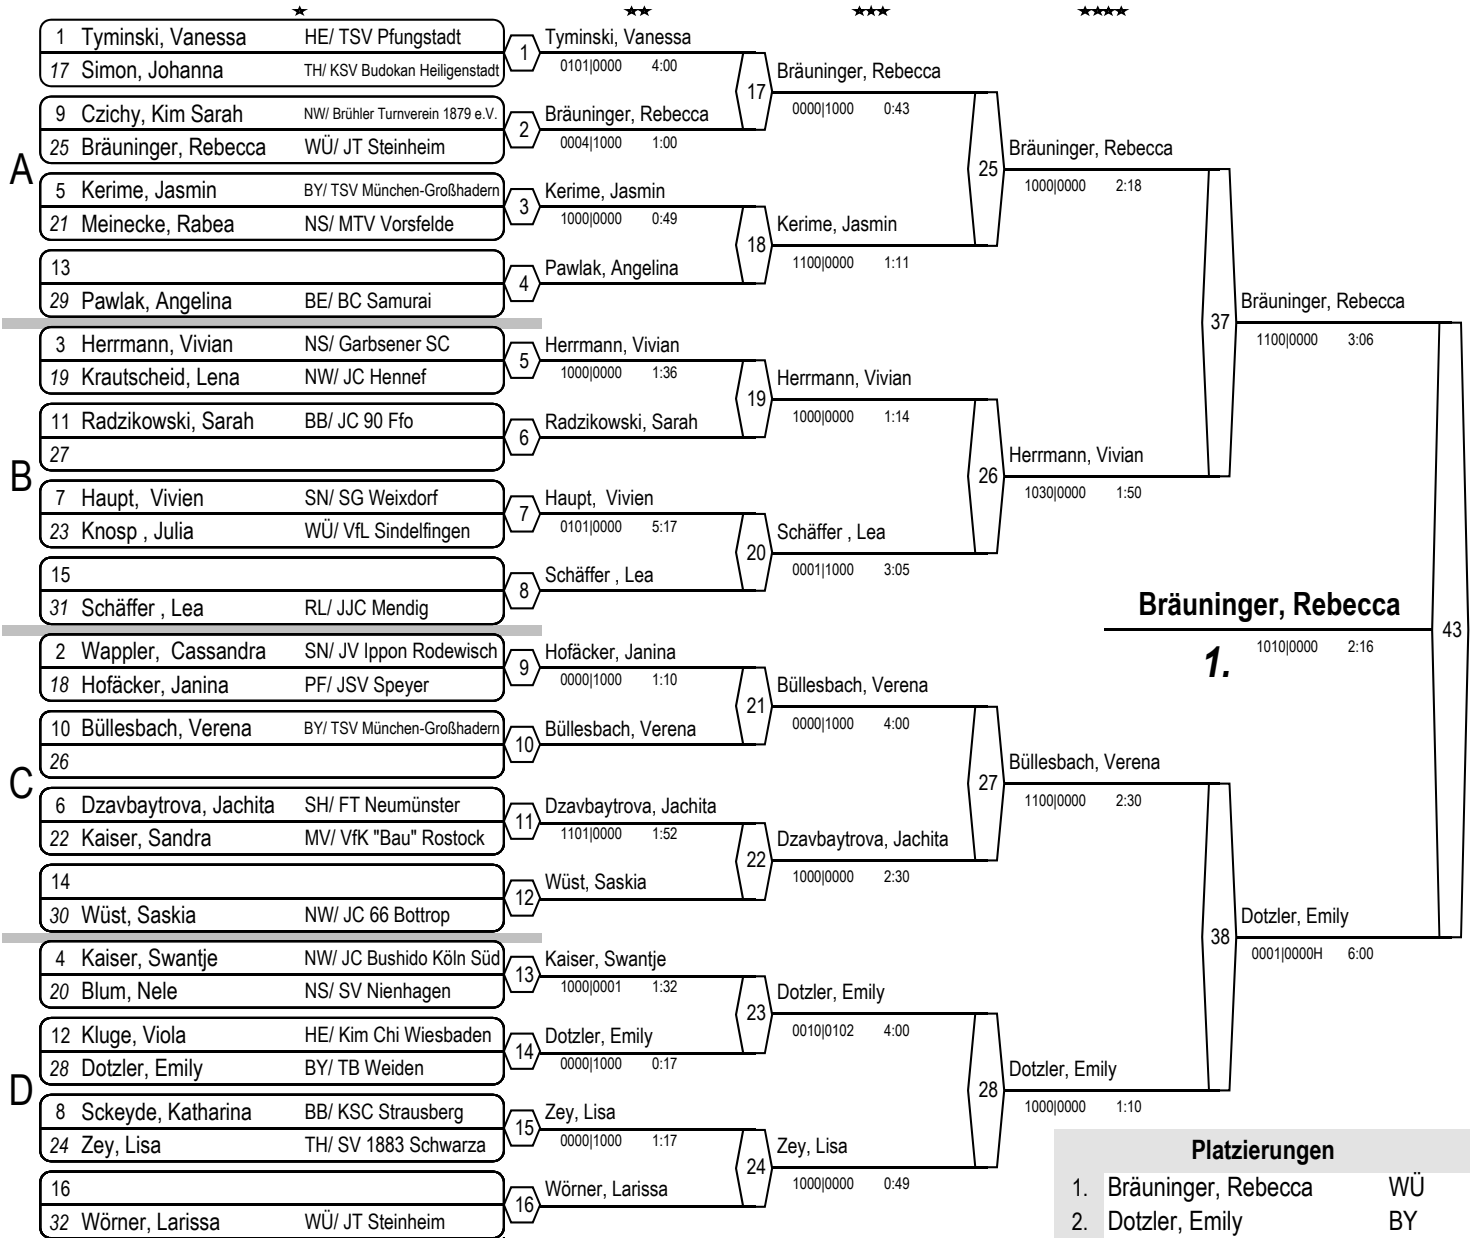 ★ ★★ ★★★ ★★★★
A
1 Tyminski, Vanessa HE/ TSV Pfungstadt
17 Simon, Johanna TH/ KSV Budokan Heiligenstadt
9 Czichy, Kim Sarah NW/ Brühler Turnverein 1879 e.V.
25 Bräuninger, Rebecca WÜ/ JT Steinheim
5 Kerime, Jasmin BY/ TSV München-Großhadern
21 Meinecke, Rabea NS/ MTV Vorsfelde
13
29 Pawlak, Angelina BE/ BC Samurai
B
3 Herrmann, Vivian NS/ Garbsener SC
19 Krautscheid, Lena NW/ JC Hennef
11 Radzikowski, Sarah BB/ JC 90 Ffo
27
7 Haupt, Vivien SN/ SG Weixdorf
23 Knosp , Julia WÜ/ VfL Sindelfingen
15
31 Schäffer , Lea RL/ JJC Mendig
C
2 Wappler, Cassandra SN/ JV Ippon Rodewisch
18 Hofäcker, Janina PF/ JSV Speyer
10 Büllesbach, Verena BY/ TSV München-Großhadern
26
6 Dzavbaytrova, Jachita SH/ FT Neumünster
22 Kaiser, Sandra MV/ VfK "Bau" Rostock
14
30 Wüst, Saskia NW/ JC 66 Bottrop
D
4 Kaiser, Swantje NW/ JC Bushido Köln Süd
20 Blum, Nele NS/ SV Nienhagen
12 Kluge, Viola HE/ Kim Chi Wiesbaden
28 Dotzler, Emily BY/ TB Weiden
8 Sckeyde, Katharina BB/ KSC Strausberg
24 Zey, Lisa TH/ SV 1883 Schwarza
16
32 Wörner, Larissa WÜ/ JT Steinheim
1 Tyminski, Vanessa
0101|0000 4:00
2 Bräuninger, Rebecca
0004|1000 1:00
3 Kerime, Jasmin
1000|0000 0:49
4 Pawlak, Angelina
5 Herrmann, Vivian
1000|0000 1:36
6 Radzikowski, Sarah
7 Haupt, Vivien
0101|0000 5:17
8 Schäffer , Lea
9 Hofäcker, Janina
0000|1000 1:10
10 Büllesbach, Verena
11 Dzavbaytrova, Jachita
1101|0000 1:52
12 Wüst, Saskia
13 Kaiser, Swantje
1000|0001 1:32
14 Dotzler, Emily
0000|1000 0:17
15 Zey, Lisa
0000|1000 1:17
16 Wörner, Larissa
17 Bräuninger, Rebecca
0000|1000 0:43
18 Kerime, Jasmin
1100|0000 1:11
19 Herrmann, Vivian
1000|0000 1:14
20 Schäffer , Lea
0001|1000 3:05
21 Büllesbach, Verena
0000|1000 4:00
22 Dzavbaytrova, Jachita
1000|0000 2:30
23 Dotzler, Emily
0010|0102 4:00
24 Zey, Lisa
1000|0000 0:49
25 Bräuninger, Rebecca
1000|0000 2:18
26 Herrmann, Vivian
1030|0000 1:50
27 Büllesbach, Verena
1100|0000 2:30
28 Dotzler, Emily
1000|0000 1:10
37 Bräuninger, Rebecca
1100|0000 3:06
38 Dotzler, Emily
0001|0000H 6:00
Bräuninger, Rebecca 43
1. 1010|0000 2:16
Platzierungen
1. Bräuninger, Rebecca WÜ
2. Dotzler, Emily BY